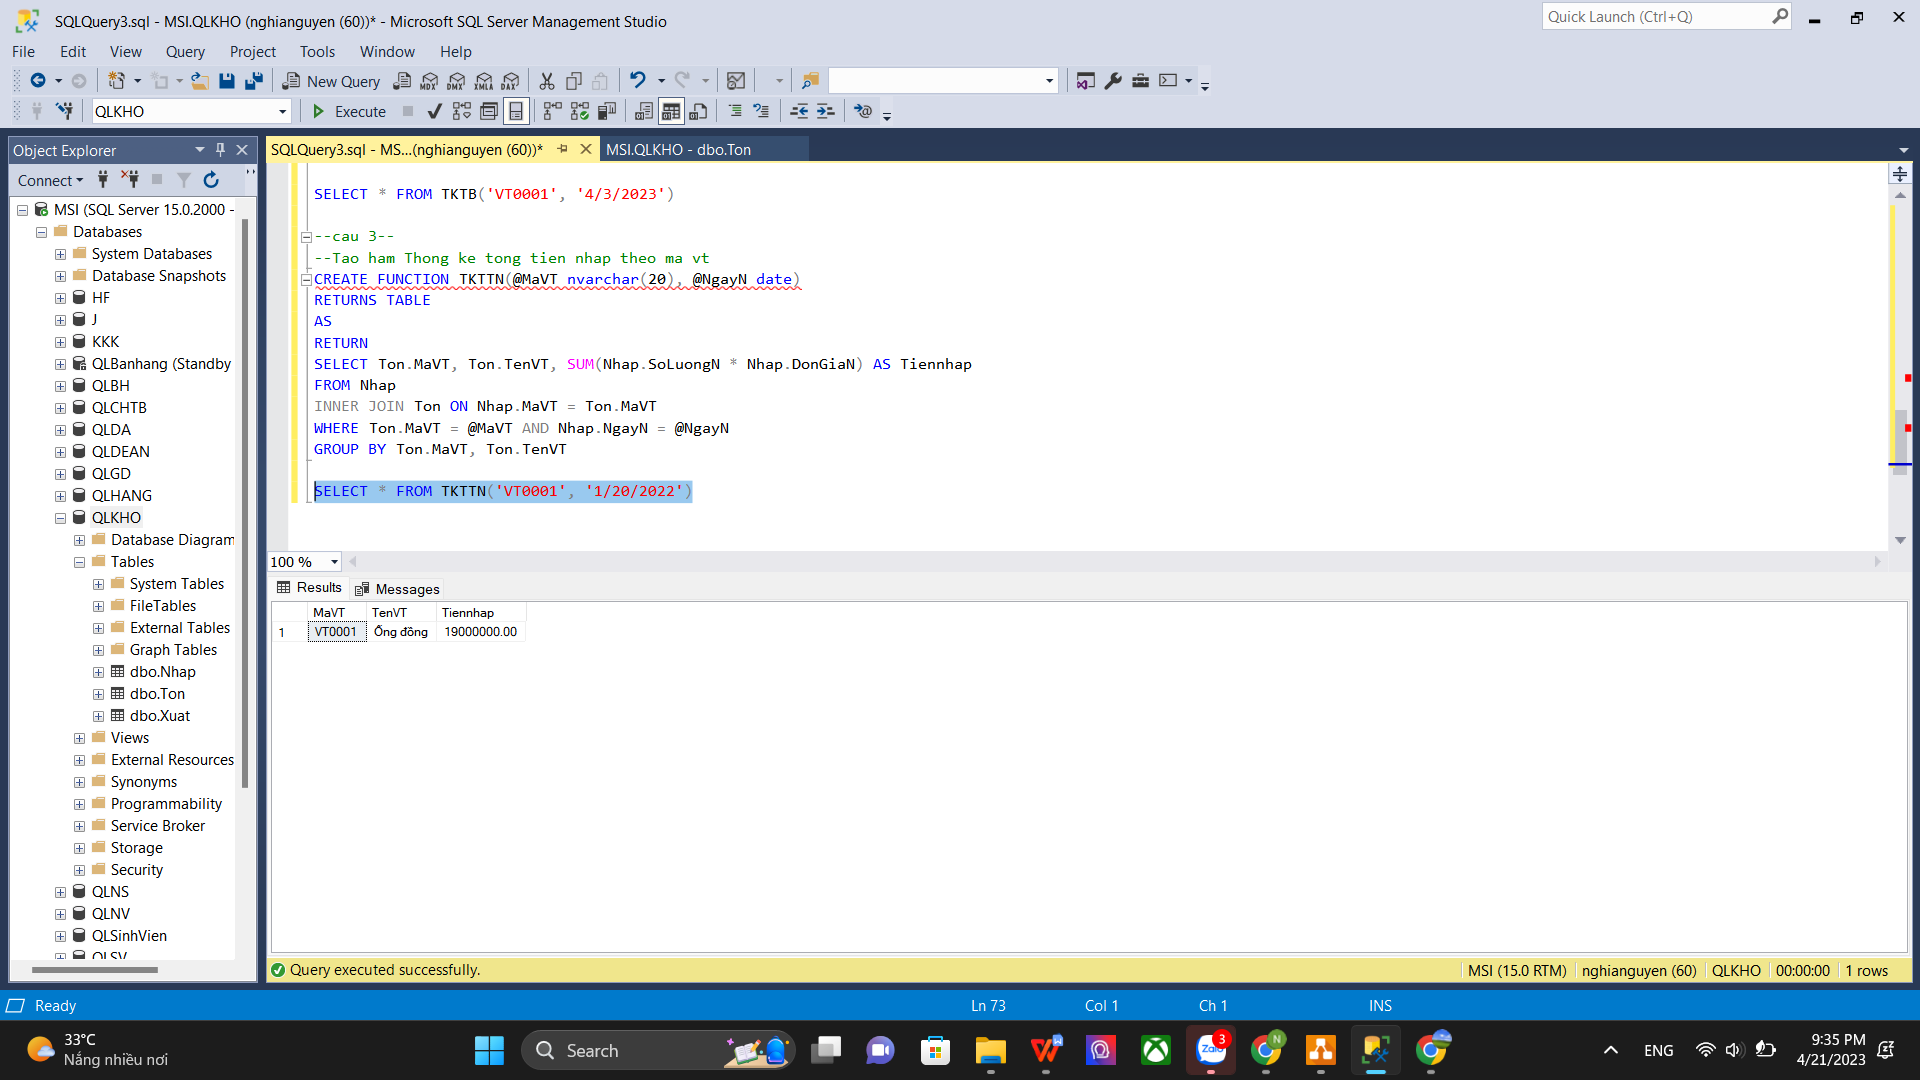 SQLQuery3.sql - MSI.QLKHO (nghianguyen (60))* - Microsoft SQL Server Management Studio
Quick Launch (Ctrl+Q)
File Edit View Query Project Tools Window Help
New Query
MDX DMX XMLA DAX
QLKHO
Execute
Object Explorer
Connect
MSI (SQL Server 15.0.2000 -
Databases
System Databases
Database Snapshots
HF
J
KKK
QLBanhang (Standby
QLBH
QLCHTB
QLDA
QLDEAN
QLGD
QLHANG
QLKHO
Database Diagram
Tables
System Tables
FileTables
External Tables
Graph Tables
dbo.Nhap
dbo.Ton
dbo.Xuat
Views
External Resources
Synonyms
Programmability
Service Broker
Storage
Security
QLNS
QLNV
QLSinhVien
QLSV
SQLQuery3.sql - MS...(nghianguyen (60))*
MSI.QLKHO - dbo.Ton
SELECT * FROM TKTB('VT0001', '4/3/2023')
--cau 3--
--Tao ham Thong ke tong tien nhap theo ma vt
CREATE FUNCTION TKTTN(@MaVT nvarchar(20), @NgayN date)
RETURNS TABLE
AS
RETURN
SELECT Ton.MaVT, Ton.TenVT, SUM(Nhap.SoLuongN * Nhap.DonGiaN) AS Tiennhap
FROM Nhap
INNER JOIN Ton ON Nhap.MaVT = Ton.MaVT
WHERE Ton.MaVT = @MaVT AND Nhap.NgayN = @NgayN
GROUP BY Ton.MaVT, Ton.TenVT
SELECT * FROM TKTTN('VT0001', '1/20/2022')
100 %
Results Messages
MaVT TenVT Tiennhap
1 VT0001 Ống đồng 19000000.00
Query executed successfully.
MSI (15.0 RTM) nghianguyen (60) QLKHO 00:00:00 1 rows
Ready
Ln 73 Col 1 Ch 1 INS
33°C
Nắng nhiều nơi
Search
Zalo 3
N
ENG
9:35 PM
4/21/2023